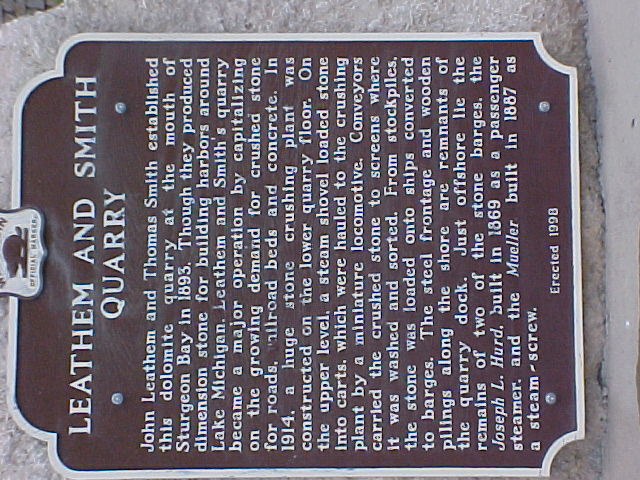 OFFICIAL MARKER
LEATHEM AND SMITH
QUARRY
John Leathem and Thomas Smith established
this dolomite quarry at the mouth of
Sturgeon Bay in 1893. Though they produced
dimension stone for building harbors around
Lake Michigan, Leathem and Smith's quarry
became a major operation by capitalizing
on the growing demand for crushed stone
for roads, railroad beds and concrete. In
1914, a huge stone crushing plant was
constructed on the lower quarry floor. On
the upper level, a steam shovel loaded stone
into carts, which were hauled to the crushing
plant by a miniature locomotive. Conveyors
carried the crushed stone to screens where
it was washed and sorted. From stockpiles,
the stone was loaded onto ships converted
to barges. The steel frontage and wooden
pilings along the shore are remnants of
the quarry dock. Just offshore lie the
remains of two of the stone barges, the
Joseph L. Hurd, built in 1869 as a passenger
steamer, and the Mueller built in 1887 as
a steam-screw.
Erected 1998